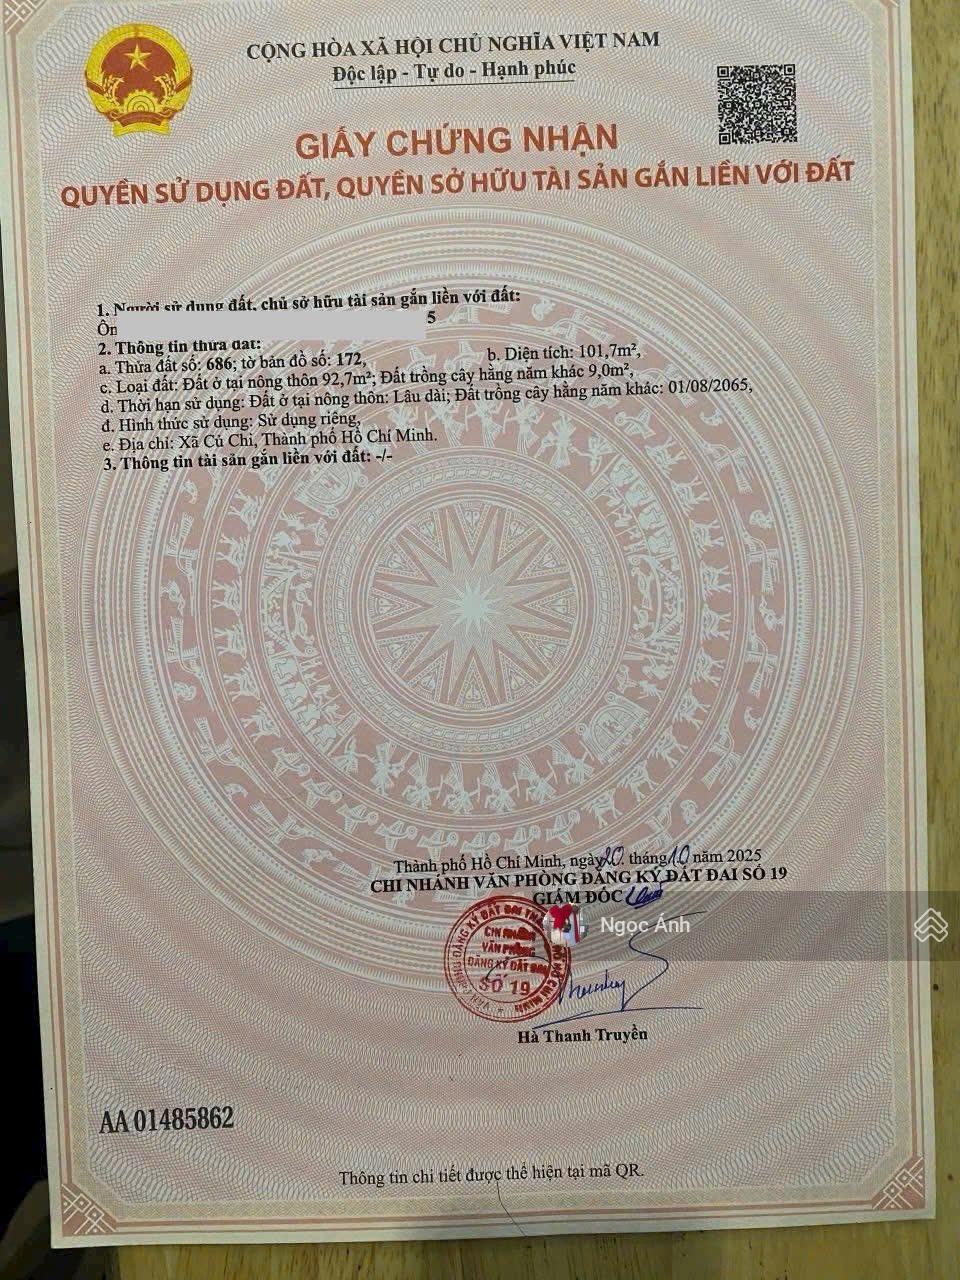 CỘNG HÒA XÃ HỘI CHỦ NGHĨA VIỆT NAM
Độc lập - Tự do - Hạnh phúc
GIẤY CHỨNG NHẬN
QUYỀN SỬ DỤNG ĐẤT, QUYỀN SỞ HỮU TÀI SẢN GẮN LIỀN VỚI ĐẤT
1. Người sử dụng đất, chủ sở hữu tài sản gắn liền với đất:
Ôn 5
2. Thông tin thửa đất:
a. Thửa đất số: 686; tờ bản đồ số: 172, b. Diện tích: 101,7m²,
c. Loại đất: Đất ở tại nông thôn 92,7m²; Đất trồng cây hằng năm khác 9,0m²,
d. Thời hạn sử dụng: Đất ở tại nông thôn: Lâu dài; Đất trồng cây hằng năm khác: 01/08/2065,
đ. Hình thức sử dụng: Sử dụng riêng,
e. Địa chỉ: Xã Củ Chi, Thành phố Hồ Chí Minh.
3. Thông tin tài sản gắn liền với đất: -/-
Thành phố Hồ Chí Minh, ngày 20 tháng 10 năm 2025
CHI NHÁNH VĂN PHÒNG ĐĂNG KÝ ĐẤT ĐAI SỐ 19
GIÁM ĐỐC
CHI NHÁNH
VĂN PHÒNG
ĐĂNG KÝ ĐẤT ĐAI
SỐ 19
Ngọc Ánh
Hà Thanh Truyền
AA 01485862
Thông tin chi tiết được thể hiện tại mã QR.